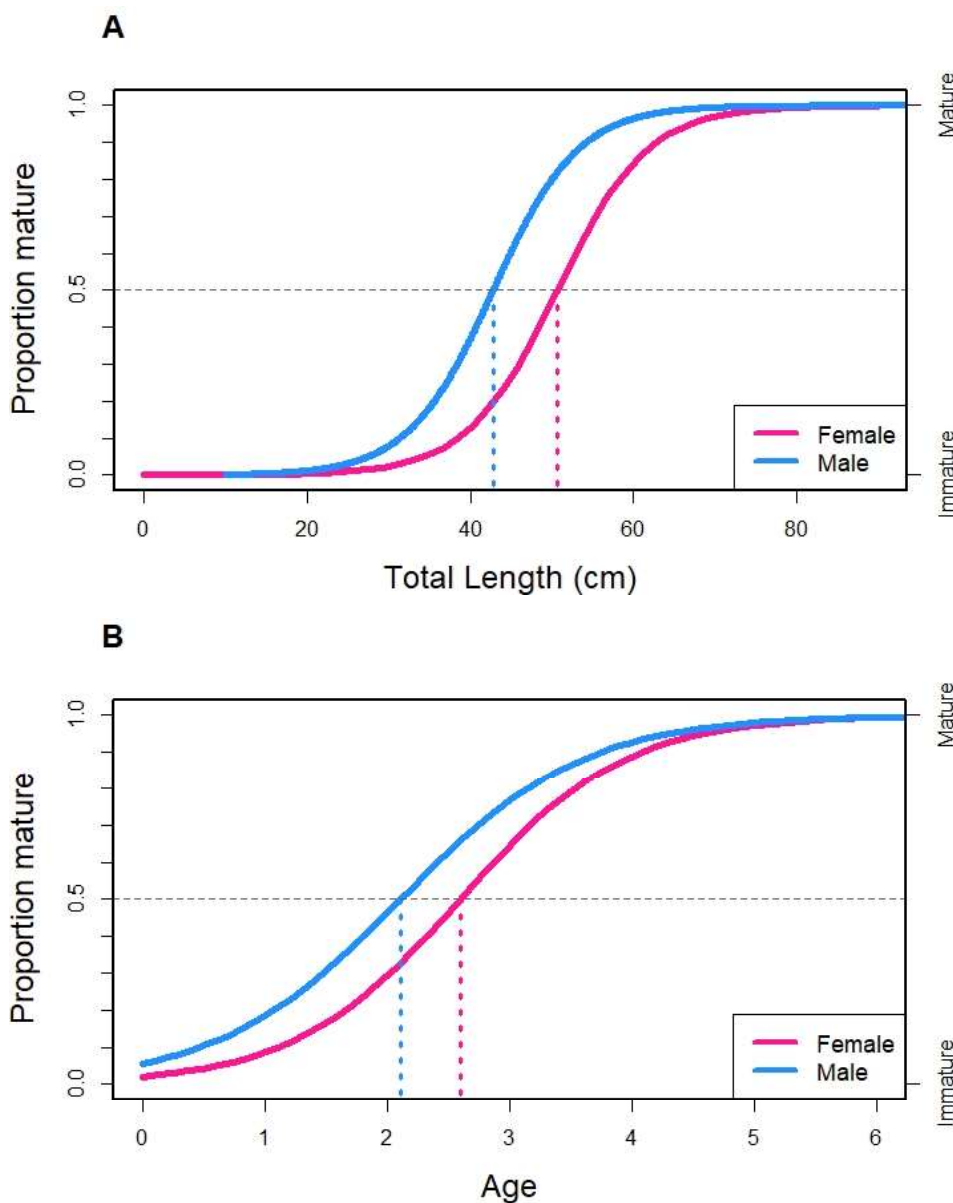 A
Proportion mature
1.0
0.5
0.0
Mature
Immature
Female
Male
0 20 40 60 80
Total Length (cm)
B
Proportion mature
1.0
0.5
0.0
Mature
Immature
Female
Male
0 1 2 3 4 5 6
Age